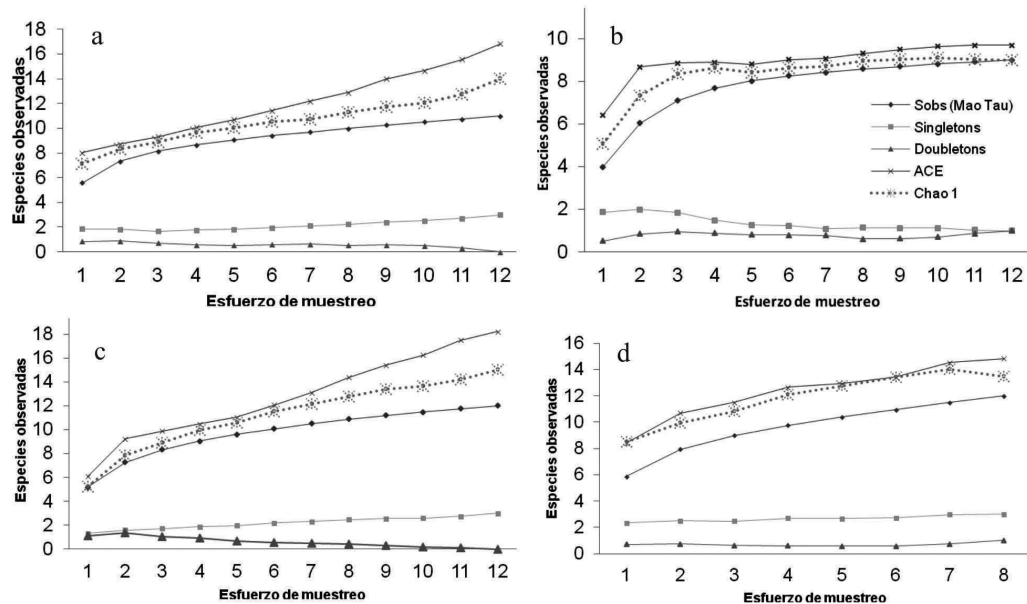 a
Especies observadas
18
16
14
12
10
8
6
4
2
0
1 2 3 4 5 6 7 8 9 10 11 12
Esfuerzo de muestreo
b
Especies observadas
10
8
6
4
2
0
Sobs (Mao Tau)
Singletons
Doubletons
ACE
Chao 1
1 2 3 4 5 6 7 8 9 10 11 12
Esfuerzo de muestreo
c
Especies observadas
18
16
14
12
10
8
6
4
2
0
1 2 3 4 5 6 7 8 9 10 11 12
Esfuerzo de muestreo
d
Especies observadas
16
14
12
10
8
6
4
2
0
1 2 3 4 5 6 7 8
Esfuerzo de muestreo